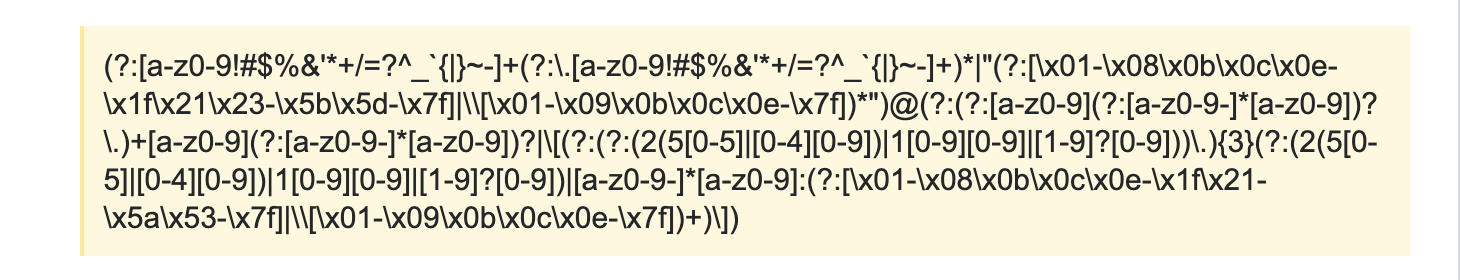 (?:[a-z0-9!#$%&'*+/=?^_`{|}~-]+(?:\.[a-z0-9!#$%&'*+/=?^_`{|}~-]+)*|"(?:[\x01-\x08\x0b\x0c\x0e-
\x1f\x21\x23-\x5b\x5d-\x7f]|\\[\x01-\x09\x0b\x0c\x0e-\x7f])*")@(?:(?:[a-z0-9](?:[a-z0-9-]*[a-z0-9])?
\.)+[a-z0-9](?:[a-z0-9-]*[a-z0-9])?|\[(?:(?:(2(5[0-5]|[0-4][0-9])|1[0-9][0-9]|[1-9]?[0-9]))\.){3}(?:(2(5[0-
5]|[0-4][0-9])|1[0-9][0-9]|[1-9]?[0-9])|[a-z0-9-]*[a-z0-9]:(?:[\x01-\x08\x0b\x0c\x0e-\x1f\x21-
\x5a\x53-\x7f]|\\[\x01-\x09\x0b\x0c\x0e-\x7f])+)\])